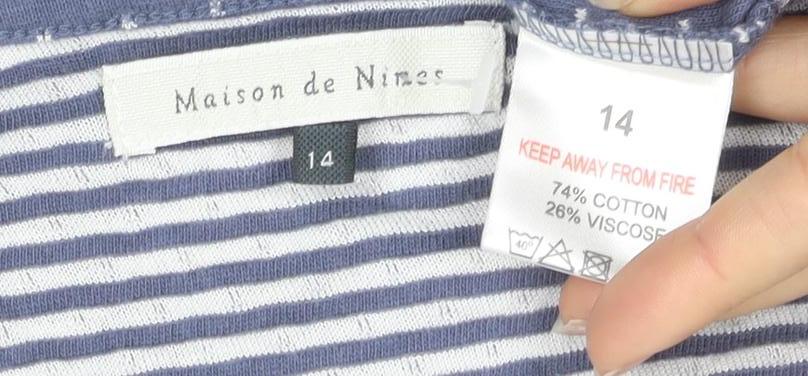 Maison de Nimes
14
14
KEEP AWAY FROM FIRE
74% COTTON
26% VISCOSE
40°